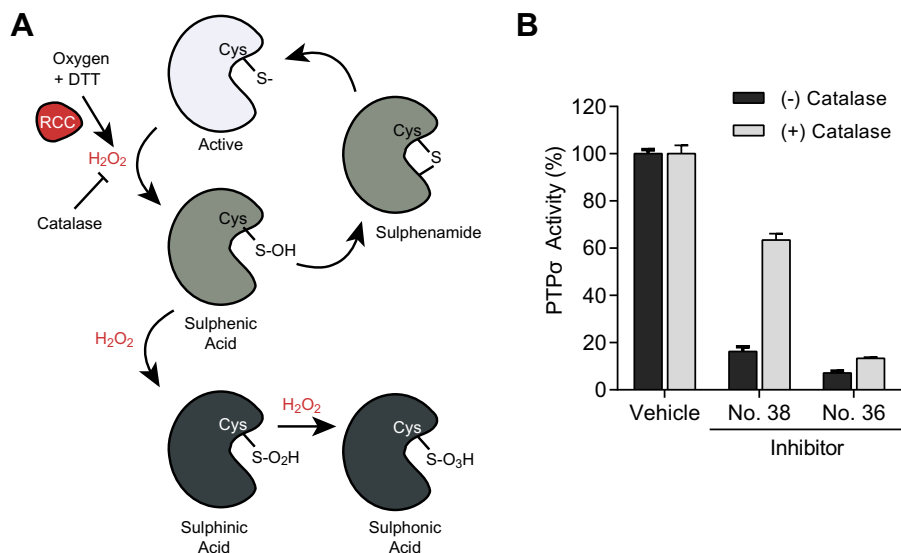 A
Oxygen
+ DTT
RCC
H₂O₂
Catalase
Cys
S-
Active
Cys
S
Sulphenamide
Cys
S-OH
Sulphenic
Acid
H₂O₂
Cys
S-O₂H
Sulphinic
Acid
H₂O₂
Cys
S-O₃H
Sulphonic
Acid
B
(-) Catalase
(+) Catalase
PTPσ Activity (%)
120
100
80
60
40
20
0
Vehicle No. 38 No. 36
Inhibitor